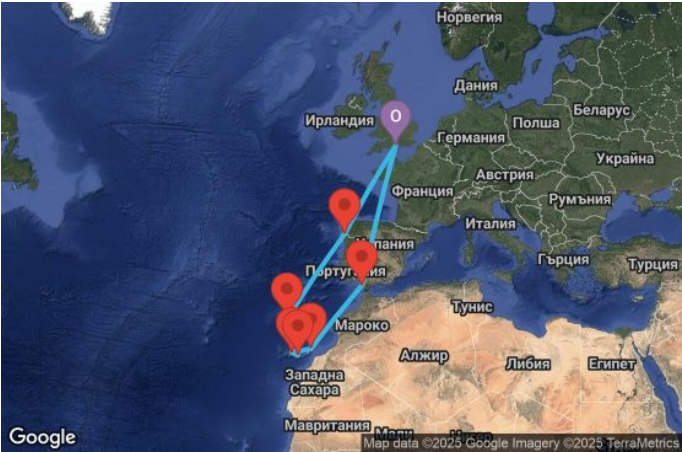 Норвегия
Дания
Ирландия
O
Беларус
Полша
Германия
Украйна
Австрия
Франция
Румъния
Италия
Испания
Гърция
Турция
Португалия
Тунис
Мароко
Алжир
Либия
Египет
Западна
Сахара
Мавритания
Мали
Google
Map data ©2025 Google Imagery ©2025 TerraMetrics